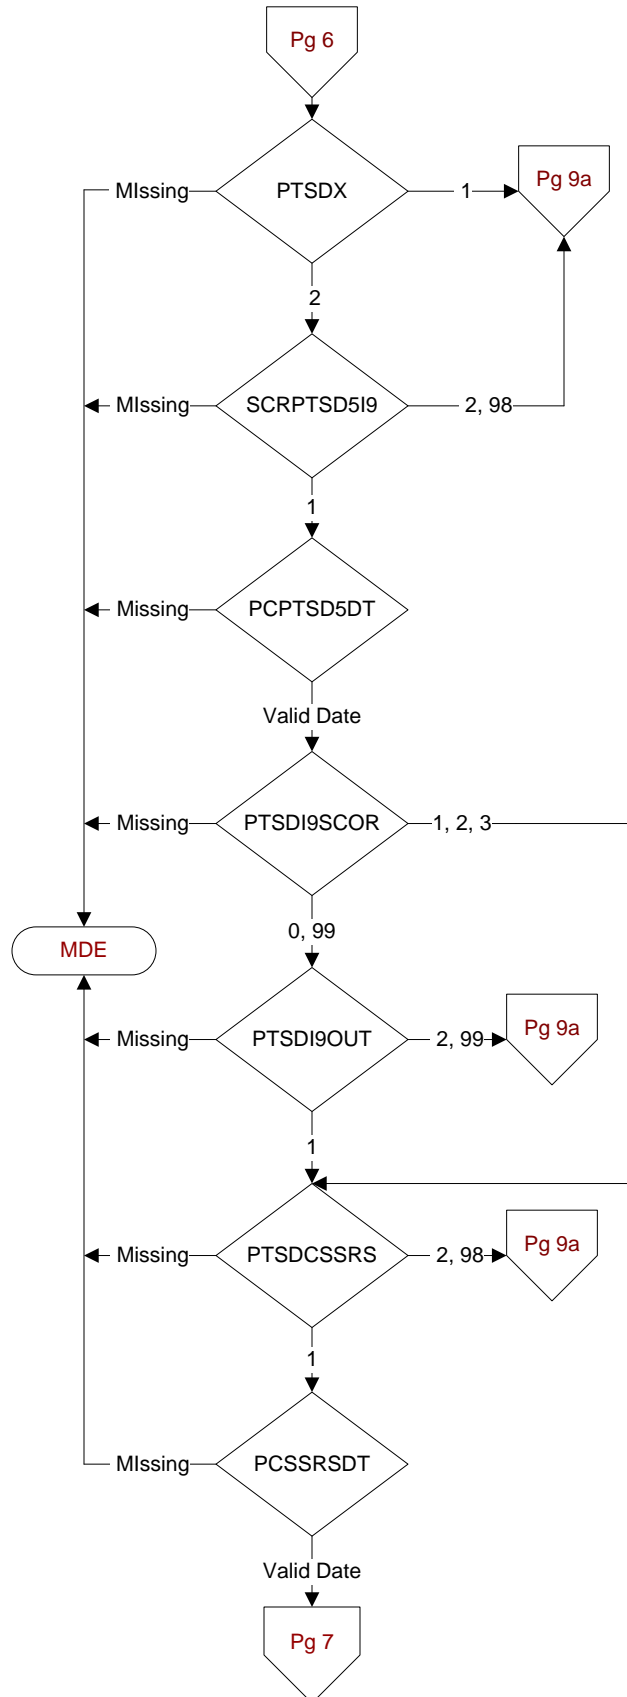 Pg 6
MIssing
PTSDX
1
Pg 9a
2
MIssing
SCRPTSD5I9
2, 98
1
Missing
PCPTSD5DT
Valid Date
Missing
PTSDI9SCOR
1, 2, 3
0, 99
MDE
Missing
PTSDI9OUT
2, 99
Pg 9a
1
Missing
PTSDCSSRS
2, 98
Pg 9a
1
MIssing
PCSSRSDT
Valid Date
Pg 7